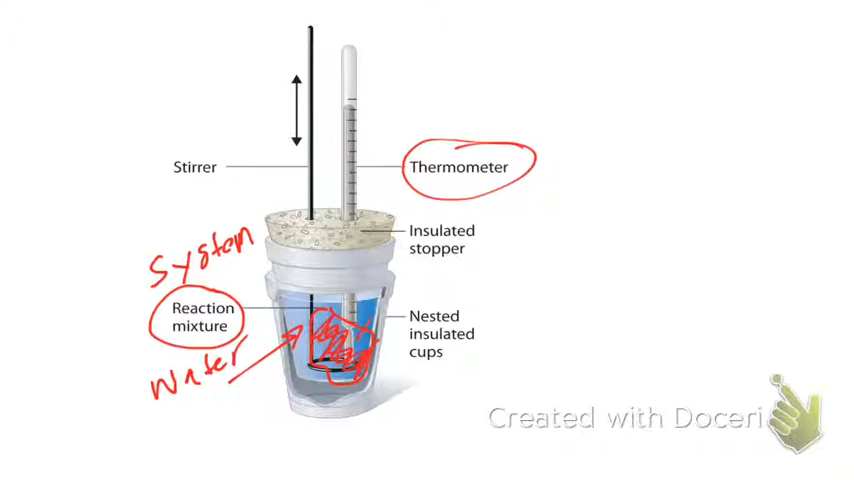 Stirrer
Thermometer
Insulated
stopper
System
Reaction
mixture
Nested
insulated
cups
Water
Created with Doceri